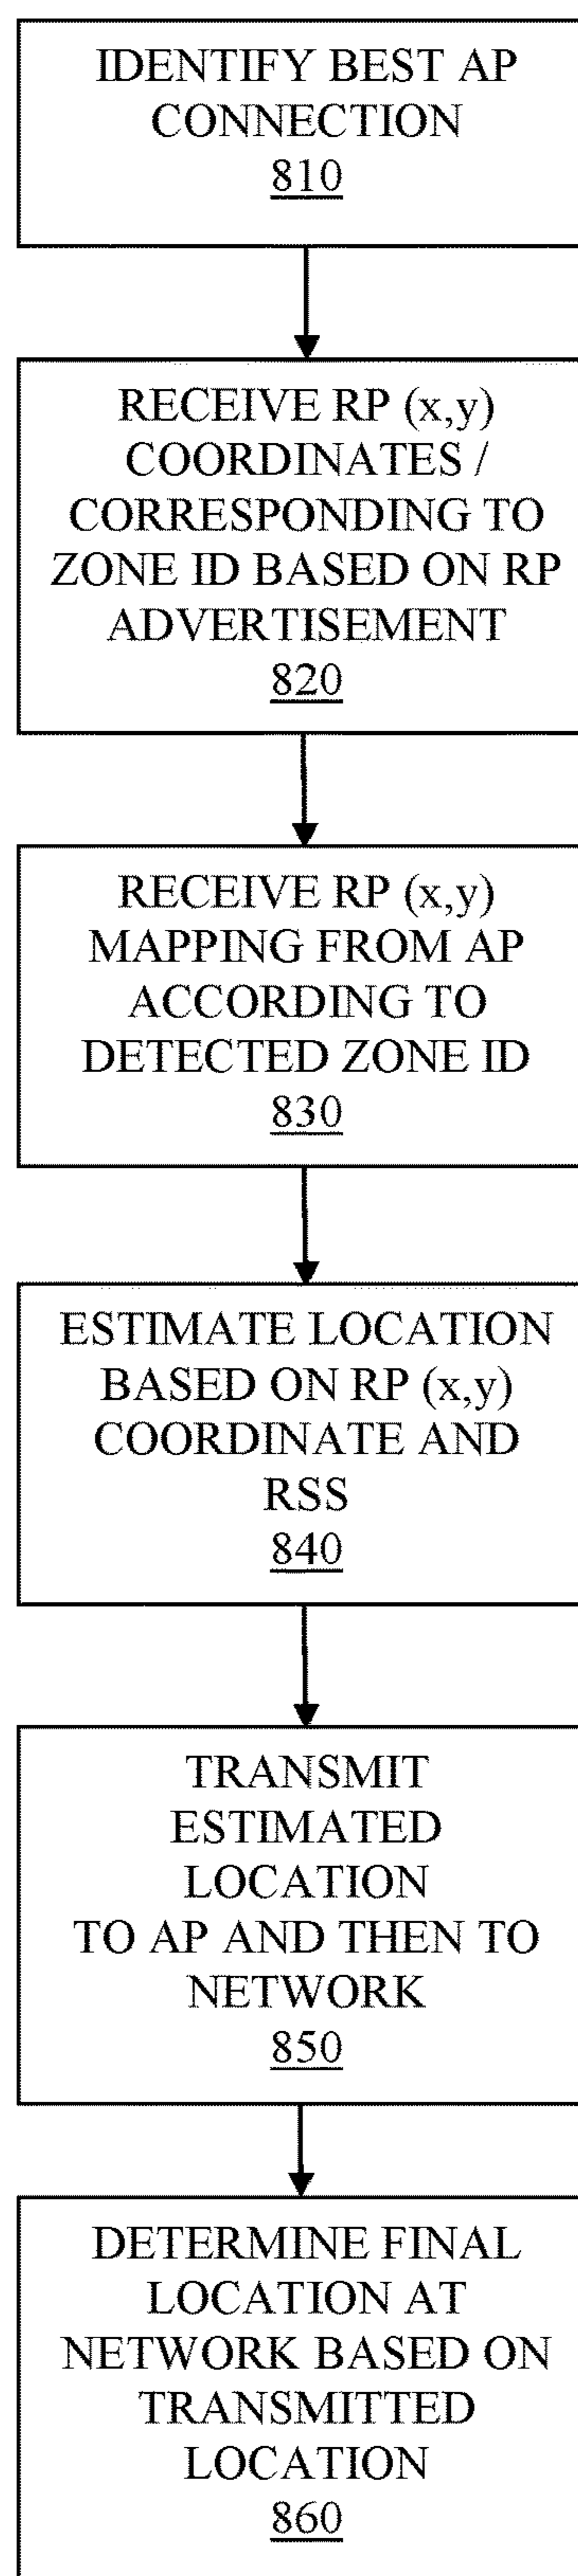 IDENTIFY BEST AP
CONNECTION
810
RECEIVE RP (x,y)
COORDINATES /
CORRESPONDING TO
ZONE ID BASED ON RP
ADVERTISEMENT
820
RECEIVE RP (x,y)
MAPPING FROM AP
ACCORDING TO
DETECTED ZONE ID
830
ESTIMATE LOCATION
BASED ON RP (x,y)
COORDINATE AND
RSS
840
TRANSMIT
ESTIMATED
LOCATION
TO AP AND THEN TO
NETWORK
850
DETERMINE FINAL
LOCATION AT
NETWORK BASED ON
TRANSMITTED
LOCATION
860